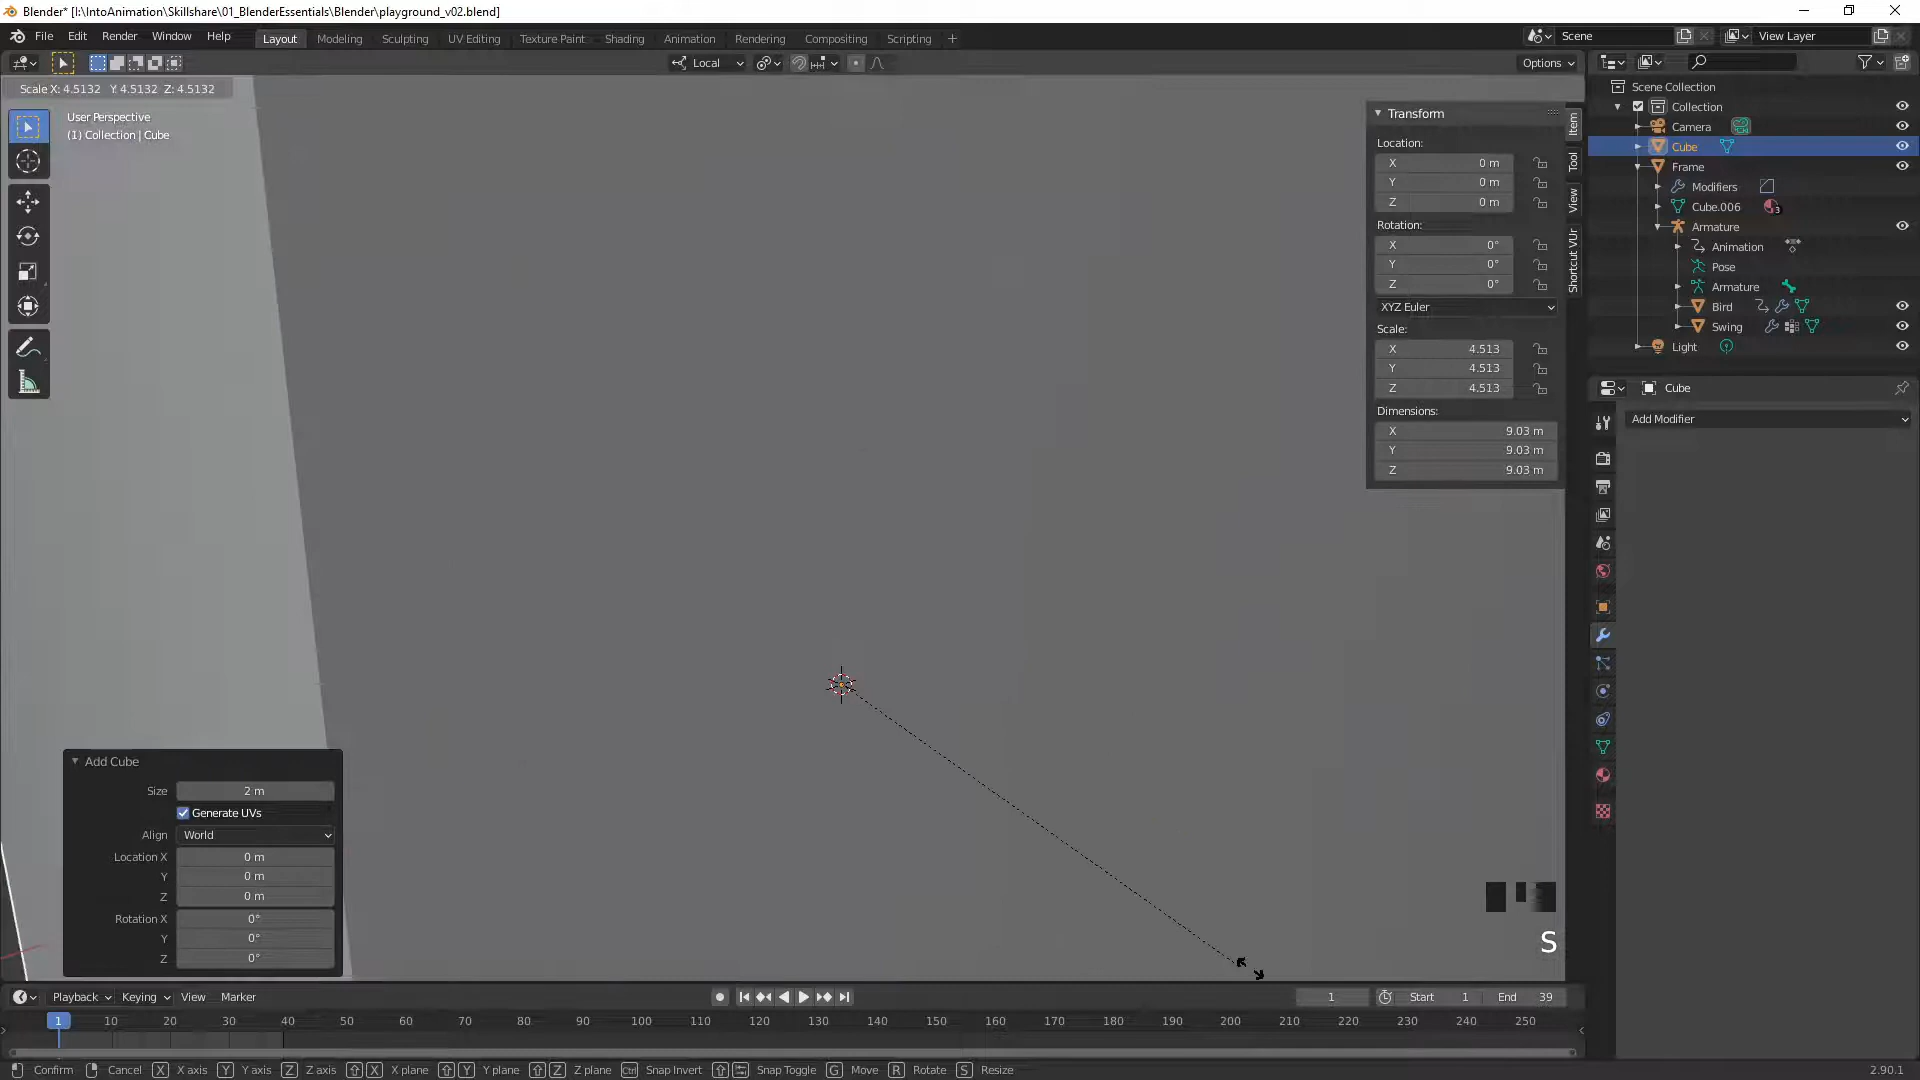 Blender* [I:\IntoAnimation\Skillshare\01_BlenderEssentials\Blender\playground_v02.blend]
File Edit Render Window Help Layout Modeling Sculpting UV Editing Texture Paint Shading Animation Rendering Compositing Scripting + Scene View Layer
Local Options
Scale X: 4.5132 Y: 4.5132 Z: 4.5132
User Perspective
(1) Collection | Cube
Transform
Location:
X 0 m
Y 0 m
Z 0 m
Rotation:
X 0°
Y 0°
Z 0°
XYZ Euler
Scale:
X 4.513
Y 4.513
Z 4.513
Dimensions:
X 9.03 m
Y 9.03 m
Z 9.03 m
Item
Tool
View
Shortcut VUr
Scene Collection
Collection
Camera
Cube
Frame
Modifiers
Cube.006 3
Armature
Animation
Pose
Armature
Bird
Swing
Light
Cube
Add Modifier
Add Cube
Size 2 m
Generate UVs
Align World
Location X 0 m
Y 0 m
Z 0 m
Rotation X 0°
Y 0°
Z 0°
S
Playback Keying View Marker 1 Start 1 End 39
1 10 20 30 40 50 60 70 80 90 100 110 120 130 140 150 160 170 180 190 200 210 220 230 240 250
Confirm Cancel X X axis Y Y axis Z Z axis X X plane Y Y plane Z Z plane Ctrl Snap Invert Snap Toggle G Move R Rotate S Resize 2.90.1